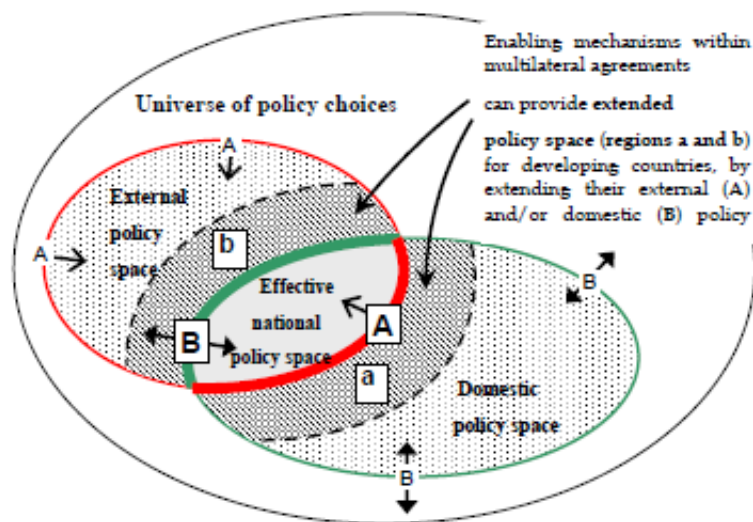 Enabling mechanisms within
multilateral agreements
can provide extended
policy space (regions a and b)
for developing countries, by
extending their external (A)
and/or domestic (B) policy
Universe of policy choices
A
External
policy
space
A
b
Effective
national
policy space
B
A
a
B
Domestic
policy space
B